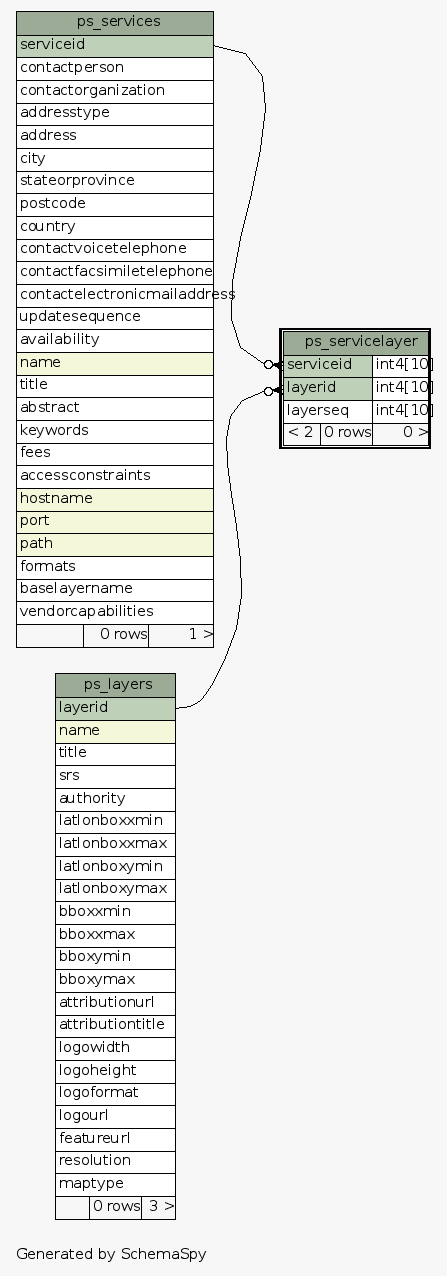 ps_services
serviceid
contactperson
contactorganization
addresstype
address
city
stateorprovince
postcode
country
contactvoicetelephone
contactfacsimiletelephone
contactelectronicmailaddress
updatesequence
availability
name
title
abstract
keywords
fees
accessconstraints
hostname
port
path
formats
baselayername
vendorcapabilities
0 rows 1 >
ps_servicelayer
serviceid int4[10]
layerid int4[10]
layerseq int4[10]
< 2 0 rows 0 >
ps_layers
layerid
name
title
srs
authority
latlonboxxmin
latlonboxxmax
latlonboxymin
latlonboxymax
bboxxmin
bboxxmax
bboxymin
bboxymax
attributionurl
attributiontitle
logowidth
logoheight
logoformat
logourl
featureurl
resolution
maptype
0 rows 3 >
Generated by SchemaSpy